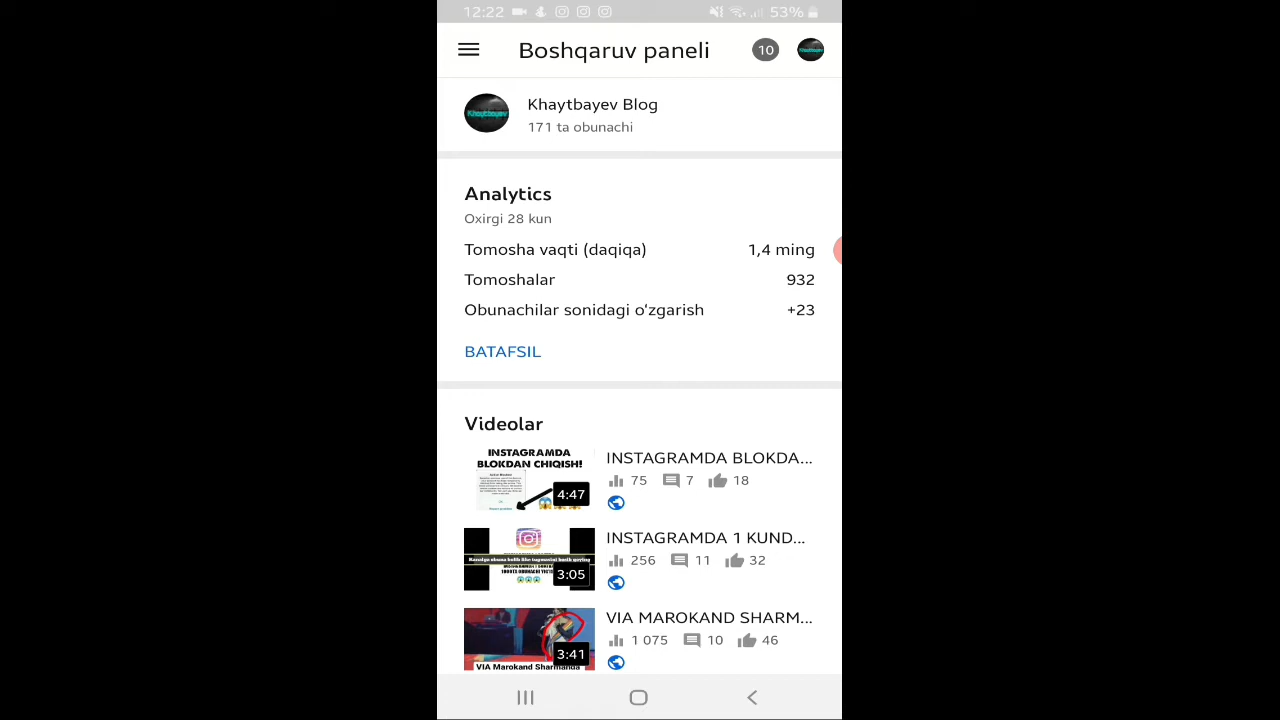 12:22 53%
Boshqaruv paneli 10
Khaytbayev
Khaytbayev Blog
171 ta obunachi
Analytics
Oxirgi 28 kun
Tomosha vaqti (daqiqa) 1,4 ming
Tomoshalar 932
Obunachilar sonidagi oʻzgarish +23
BATAFSIL
Videolar
INSTAGRAMDA
BLOKDAN CHIQISH!
4:47
INSTAGRAMDA BLOKDA...
75 7 18
3:05
INSTAGRAMDA 1 KUND...
256 11 32
3:41
VIA Marokand Sharmanda
VIA MAROKAND SHARM...
1 075 10 46